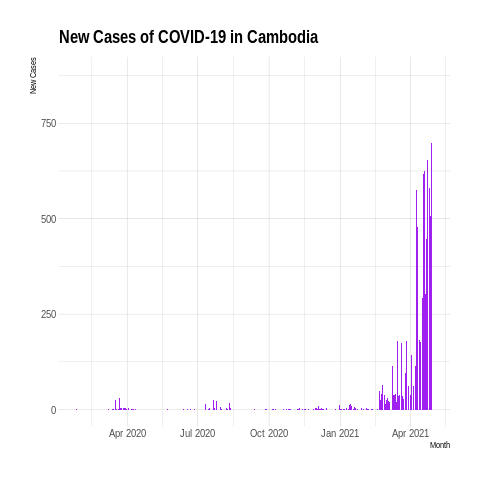 New Cases of COVID-19 in Cambodia
New Cases
750
500
250
0
Apr 2020 Jul 2020 Oct 2020 Jan 2021 Apr 2021
Month